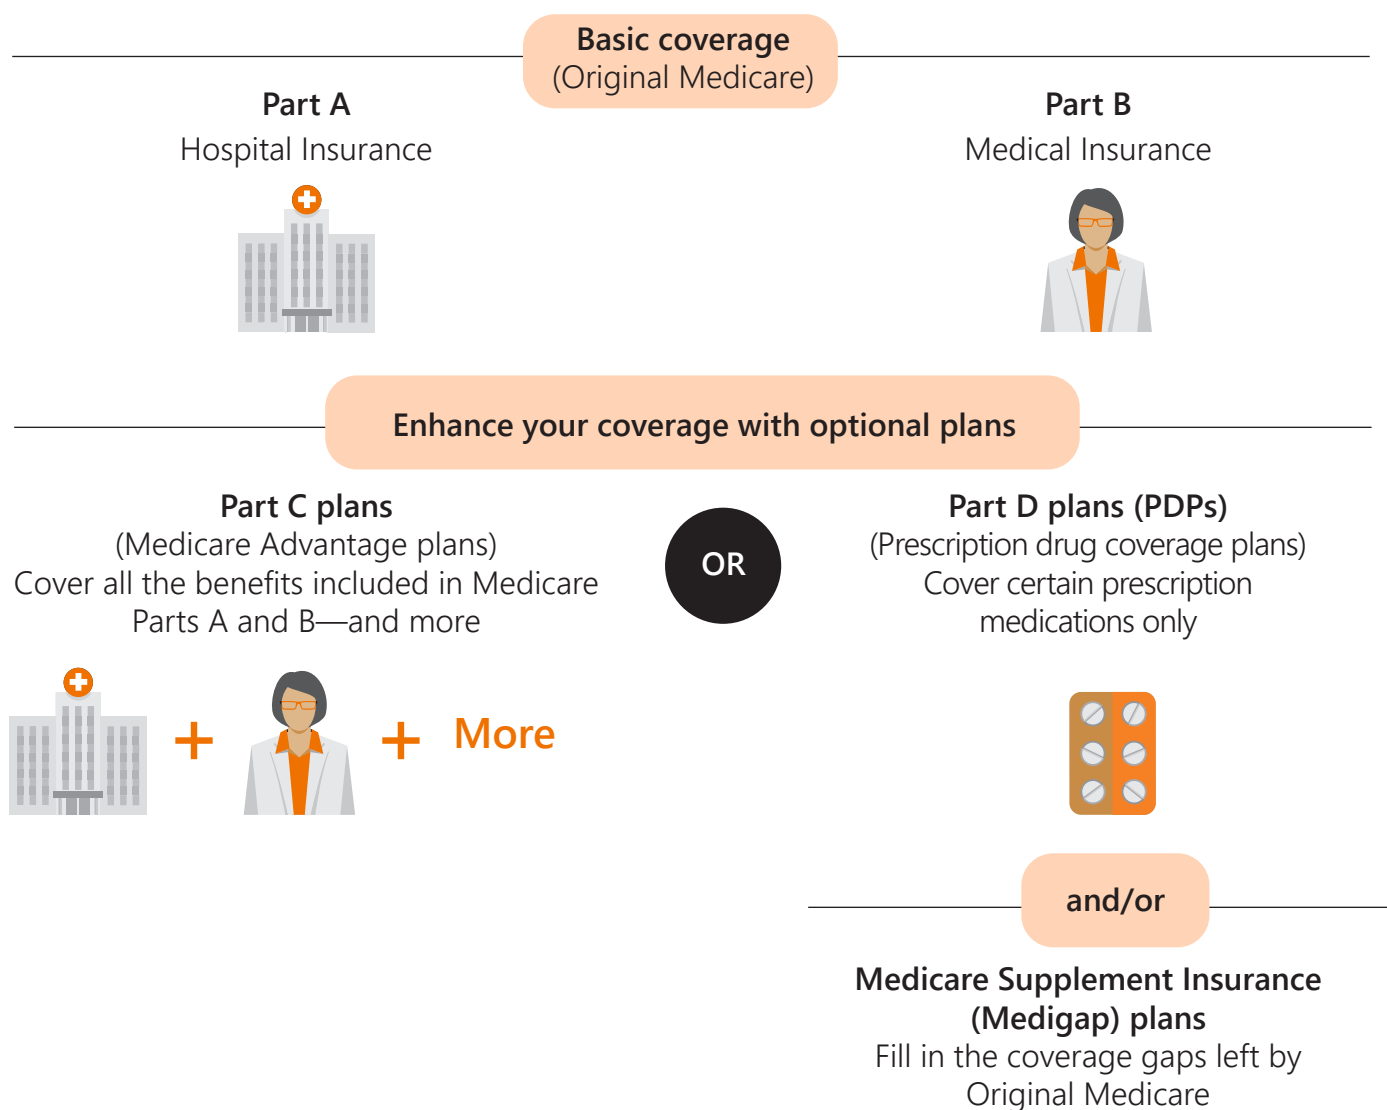 Basic coverage
(Original Medicare)
Part A
Hospital Insurance
Part B
Medical Insurance
Enhance your coverage with optional plans
Part C plans
(Medicare Advantage plans)
Cover all the benefits included in Medicare
Parts A and B—and more
+
+
More
OR
Part D plans (PDPs)
(Prescription drug coverage plans)
Cover certain prescription
medications only
and/or
Medicare Supplement Insurance
(Medigap) plans
Fill in the coverage gaps left by
Original Medicare